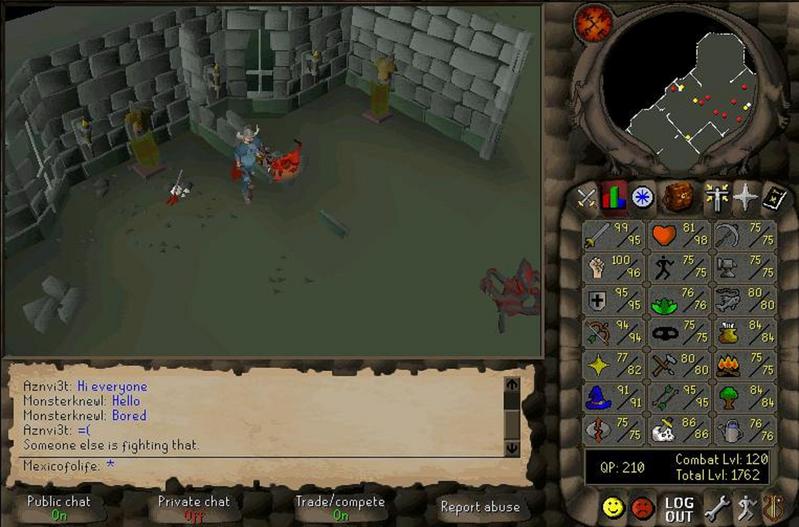 99/95 81/98 75/75
100/96 75/75 75/75
95/95 76/76 80/80
94/94 75/75 84/84
77/82 80/80 75/75
91/91 95/95 84/84
75/75 86/86 76/76
QP: 210
Combat Lvl: 120
Total Lvl: 1762
Aznvi3t: Hi everyone
Monsterknewl: Hello
Monsterknewl: Bored
Aznvi3t: =(
Someone else is fighting that.
Mexicofolife: *
Public chat
On
Private chat
Off
Trade/compete
On
Report abuse
LOG
OUT